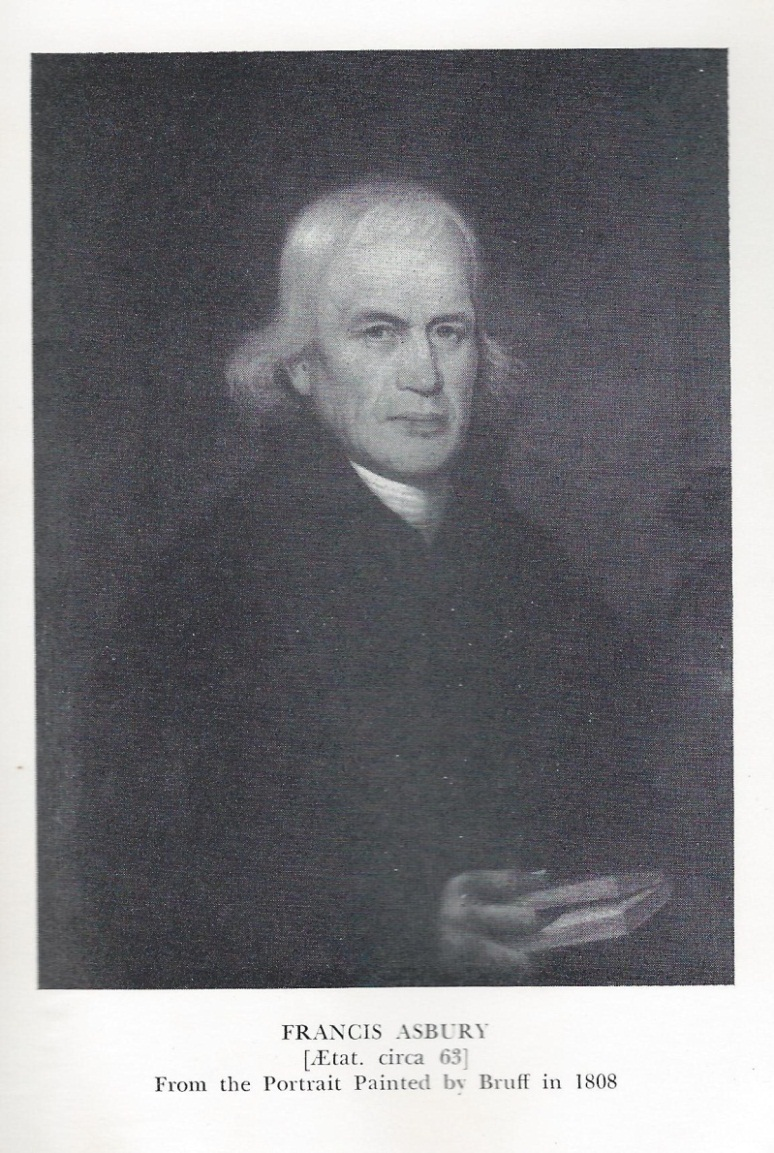 FRANCIS ASBURY
[Ætat. circa 63]
From the Portrait Painted by Bruff in 1808